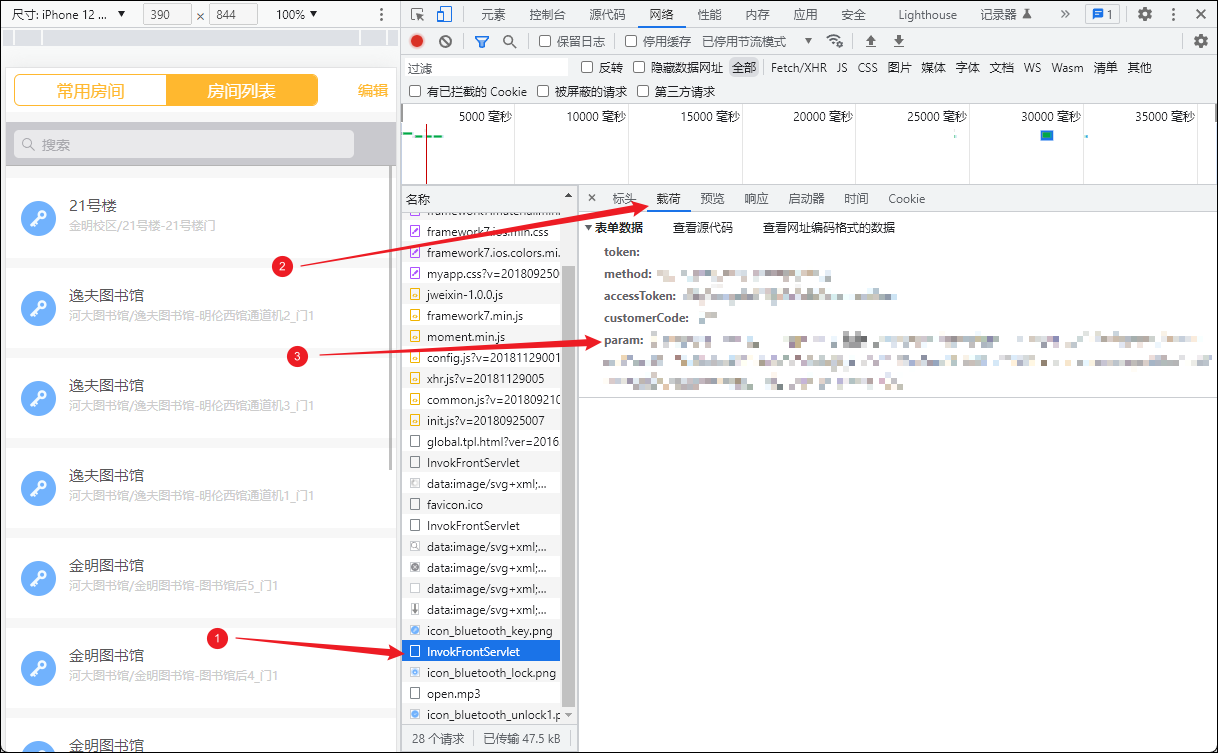 尺寸: iPhone 12 ... ▼ 390 × 844 100% ▼
常用房间 房间列表 编辑
搜索
21号楼
金明校区/21号楼-21号楼门
逸夫图书馆
河大图书馆/逸夫图书馆-明伦西馆通道机2_门1
逸夫图书馆
河大图书馆/逸夫图书馆-明伦西馆通道机3_门1
逸夫图书馆
河大图书馆/逸夫图书馆-明伦西馆通道机1_门1
金明图书馆
河大图书馆/金明图书馆-图书馆后5_门1
金明图书馆
河大图书馆/金明图书馆-图书馆后4_门1
金明图书馆
元素 控制台 源代码 网络 性能 内存 应用 安全 Lighthouse 记录器 » 1
保留日志 停用缓存 已停用节流模式 ▼
过滤 反转 隐藏数据网址 全部 Fetch/XHR JS CSS 图片 媒体 字体 文档 WS Wasm 清单 其他
有已拦截的 Cookie 被屏蔽的请求 第三方请求
5000 毫秒 10000 毫秒 15000 毫秒 20000 毫秒 25000 毫秒 30000 毫秒 35000 毫秒
名称
framework7.ios.min.css
framework7.ios.colors.mi...
myapp.css?v=201809250
jweixin-1.0.0.js
framework7.min.js
moment.min.js
config.js?v=20181129001
xhr.js?v=20181129005
common.js?v=201809210
init.js?v=20180925007
global.tpl.html?ver=2016
InvokFrontServlet
data:image/svg+xml;...
favicon.ico
InvokFrontServlet
data:image/svg+xml;...
data:image/svg+xml;...
data:image/svg+xml;...
data:image/svg+xml;...
icon_bluetooth_key.png
InvokFrontServlet
icon_bluetooth_lock.png
open.mp3
icon_bluetooth_unlock1.p
28 个请求 已传输 47.5 kB
× 标头 载荷 预览 响应 启动器 时间 Cookie
▼表单数据 查看源代码 查看网址编码格式的数据
token:
method:
accessToken:
customerCode:
param:
2
3
1